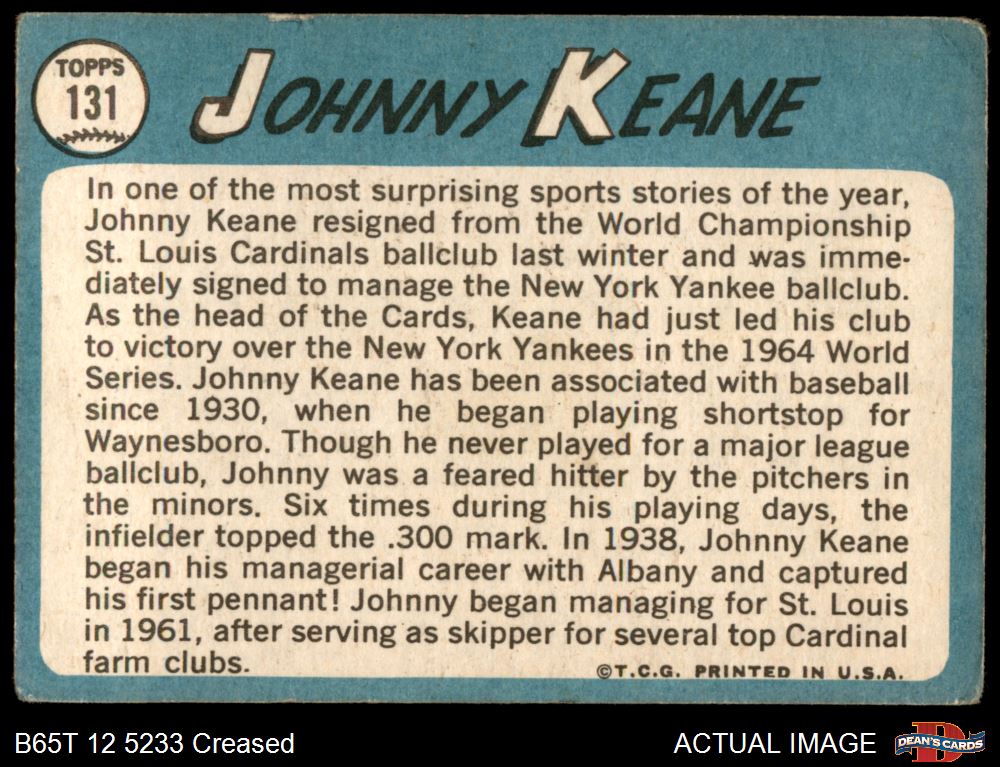 TOPPS
131
JOHNNY KEANE
In one of the most surprising sports stories of the year,
Johnny Keane resigned from the World Championship
St. Louis Cardinals ballclub last winter and was imme-
diately signed to manage the New York Yankee ballclub.
As the head of the Cards, Keane had just led his club
to victory over the New York Yankees in the 1964 World
Series. Johnny Keane has been associated with baseball
since 1930, when he began playing shortstop for
Waynesboro. Though he never played for a major league
ballclub, Johnny was a feared hitter by the pitchers in
the minors. Six times during his playing days, the
infielder topped the .300 mark. In 1938, Johnny Keane
began his managerial career with Albany and captured
his first pennant! Johnny began managing for St. Louis
in 1961, after serving as skipper for several top Cardinal
farm clubs.
©T.C.G. PRINTED IN U.S.A.
B65T 12 5233 Creased
ACTUAL IMAGE
D
DEAN'S CARDS